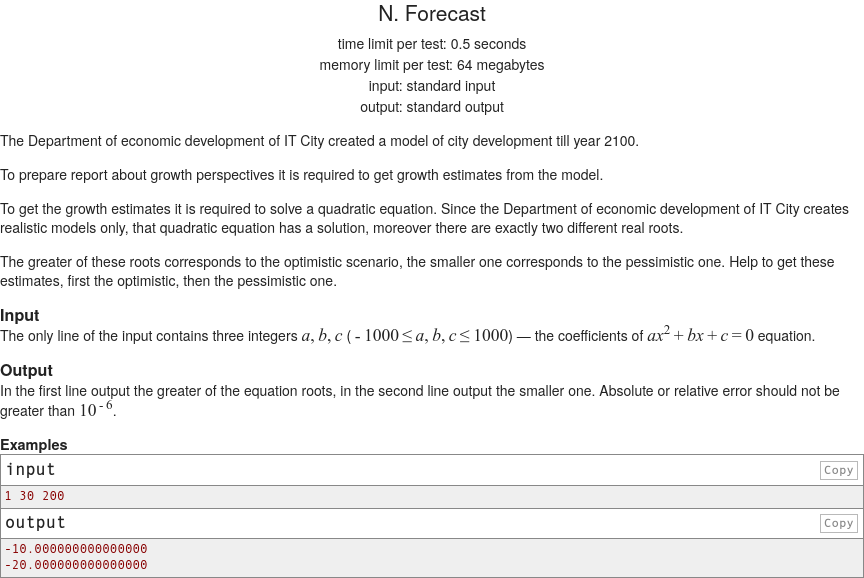 N. Forecast
time limit per test: 0.5 seconds
memory limit per test: 64 megabytes
input: standard input
output: standard output
The Department of economic development of IT City created a model of city development till year 2100.
To prepare report about growth perspectives it is required to get growth estimates from the model.
To get the growth estimates it is required to solve a quadratic equation. Since the Department of economic development of IT City creates
realistic models only, that quadratic equation has a solution, moreover there are exactly two different real roots.
The greater of these roots corresponds to the optimistic scenario, the smaller one corresponds to the pessimistic one. Help to get these
estimates, first the optimistic, then the pessimistic one.
Input
The only line of the input contains three integers a, b, c ( - 1000 ≤ a, b, c ≤ 1000) — the coefficients of ax² + bx + c = 0 equation.
Output
In the first line output the greater of the equation roots, in the second line output the smaller one. Absolute or relative error should not be
greater than 10⁻⁶.
Examples
input
Copy
1 30 200
output
Copy
-10.000000000000000
-20.000000000000000